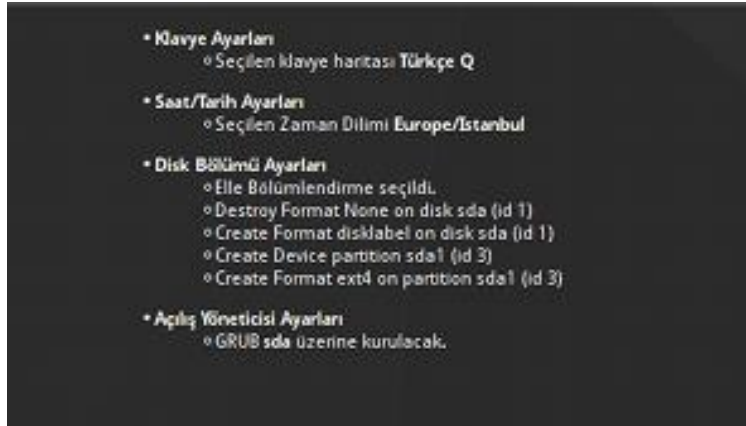 • Klavye Ayarları
◦ Seçilen klavye haritası Türkçe Q
• Saat/Tarih Ayarları
◦ Seçilen Zaman Dilimi Europe/Istanbul
• Disk Bölümü Ayarları
◦ Elle Bölümlendirme seçildi.
◦ Destroy Format None on disk sda (id 1)
◦ Create Format disklabel on disk sda (id 1)
◦ Create Device partition sda1 (id 3)
◦ Create Format ext4 on partition sda1 (id 3)
• Açılış Yöneticisi Ayarları
◦ GRUB sda üzerine kurulacak.